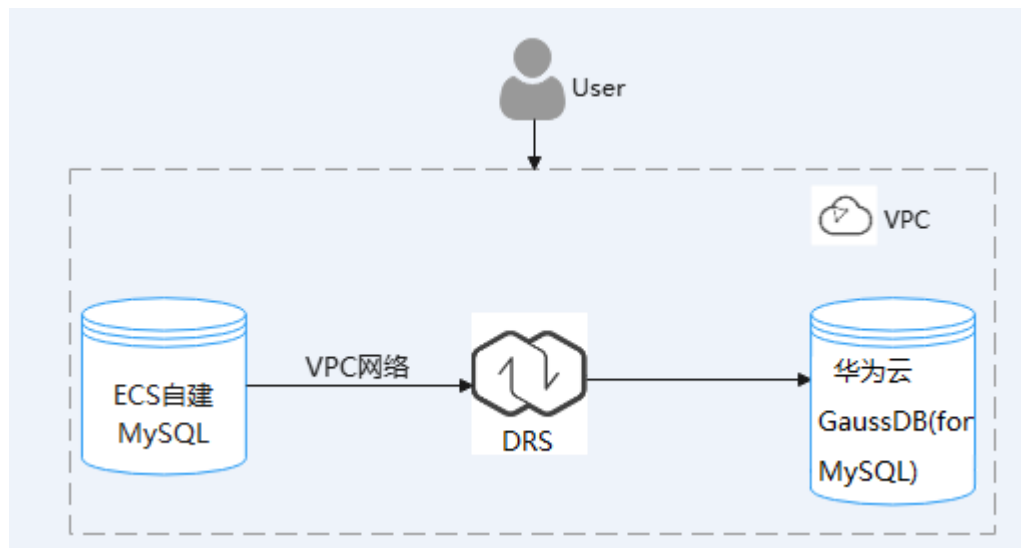 User
VPC
VPC网络
ECS自建
MySQL
DRS
华为云
GaussDB(for
MySQL)